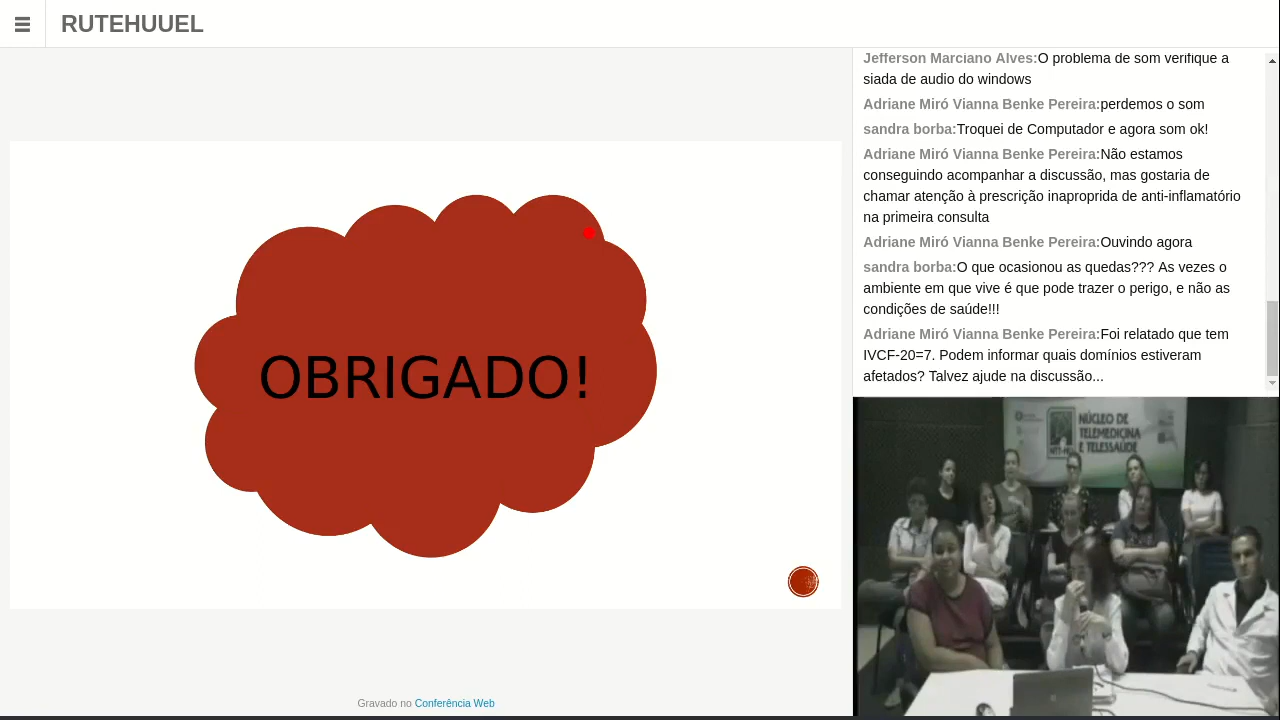 RUTEHUUEL
Jefferson Marciano Alves:O problema de som verifique a
siada de audio do windows
Adriane Miró Vianna Benke Pereira:perdemos o som
sandra borba:Troquei de Computador e agora som ok!
Adriane Miró Vianna Benke Pereira:Não estamos
conseguindo acompanhar a discussão, mas gostaria de
chamar atenção à prescrição inaproprida de anti-inflamatório
na primeira consulta
Adriane Miró Vianna Benke Pereira:Ouvindo agora
sandra borba:O que ocasionou as quedas??? As vezes o
ambiente em que vive é que pode trazer o perigo, e não as
condições de saúde!!!
Adriane Miró Vianna Benke Pereira:Foi relatado que tem
IVCF-20=7. Podem informar quais domínios estiveram
afetados? Talvez ajude na discussão...
OBRIGADO!
NÚCLEO DE
TELEMEDICINA
E TELESSAÚDE
Gravado no Conferência Web